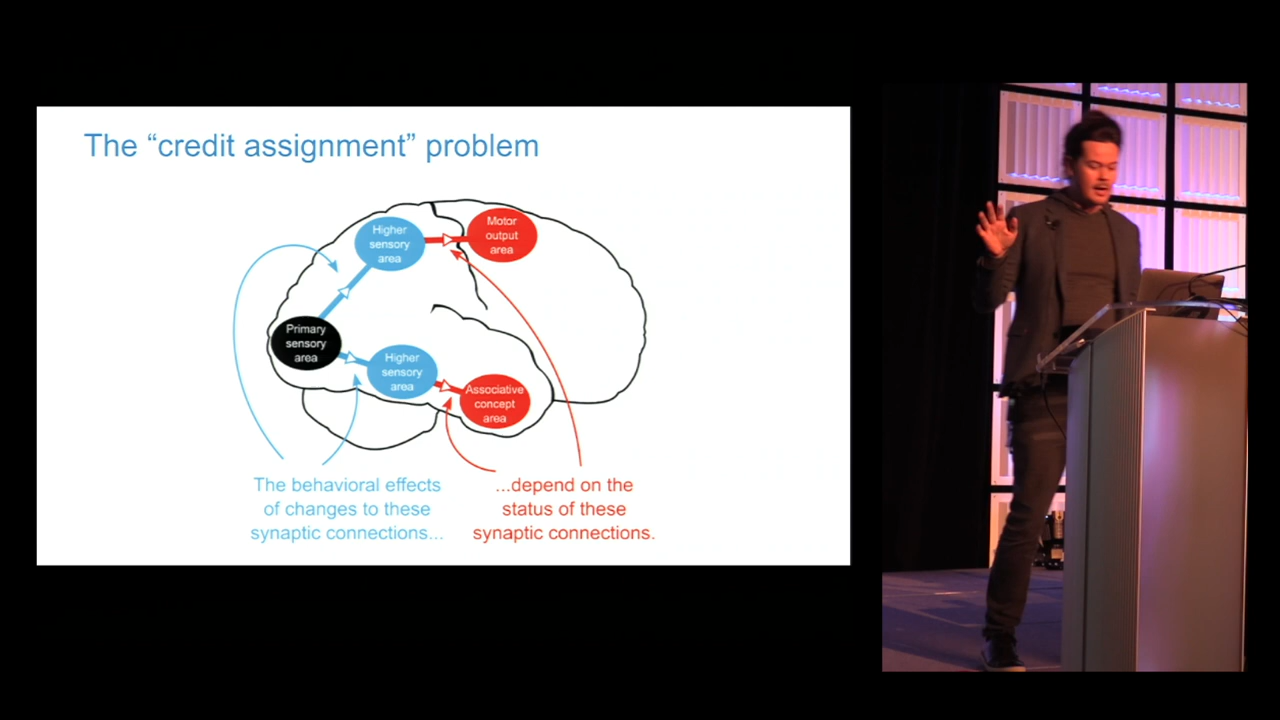 The “credit assignment” problem
Higher
sensory
area
Motor
output
area
Primary
sensory
area
Higher
sensory
area
Associative
concept
area
The behavioral effects
of changes to these
synaptic connections...
...depend on the
status of these
synaptic connections.